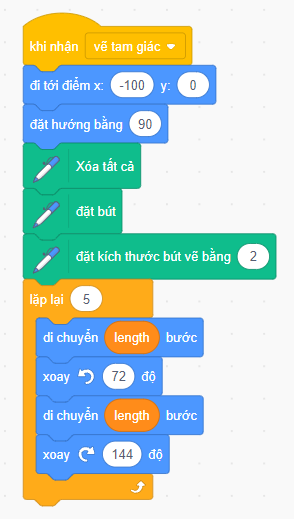 khi nhận vẽ tam giác
đi tới điểm x: -100 y: 0
đặt hướng bằng 90
Xóa tất cả
đặt bút
đặt kích thước bút vẽ bằng 2
lặp lại 5
di chuyển length bước
xoay 72 độ
di chuyển length bước
xoay 144 độ